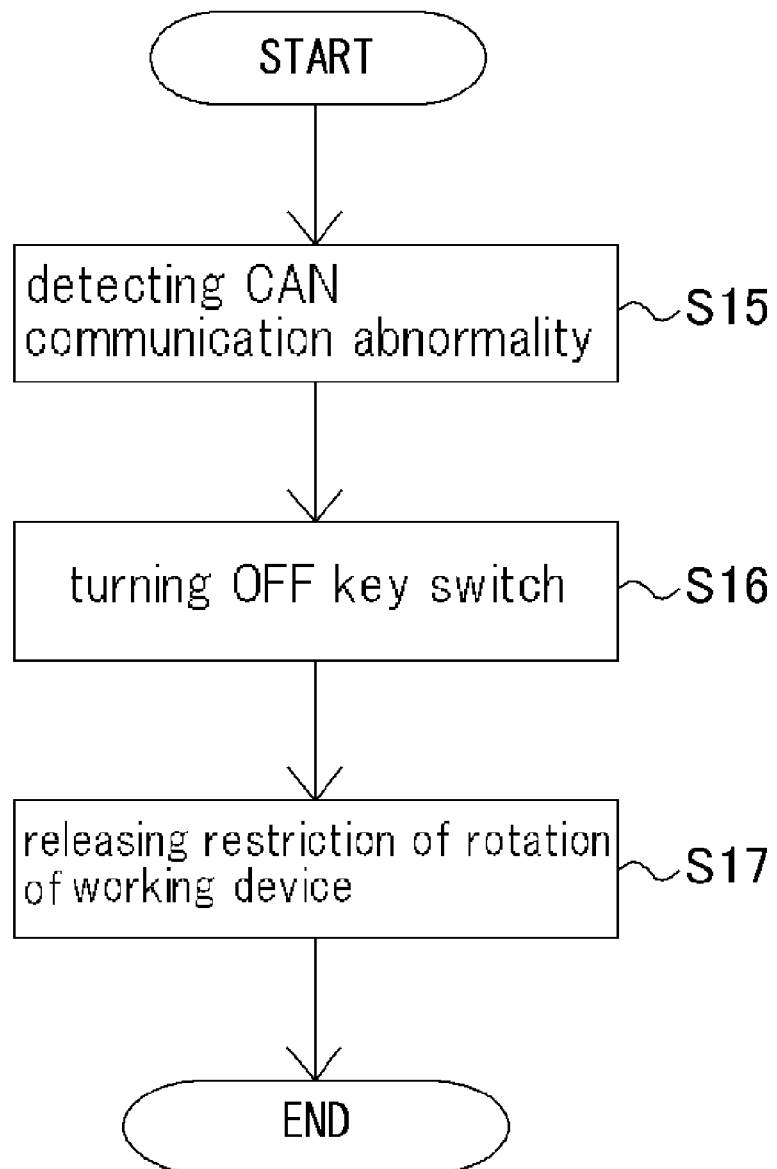 START
detecting CAN
communication abnormality
S15
turning OFF key switch
S16
releasing restriction of rotation
of working device
S17
END